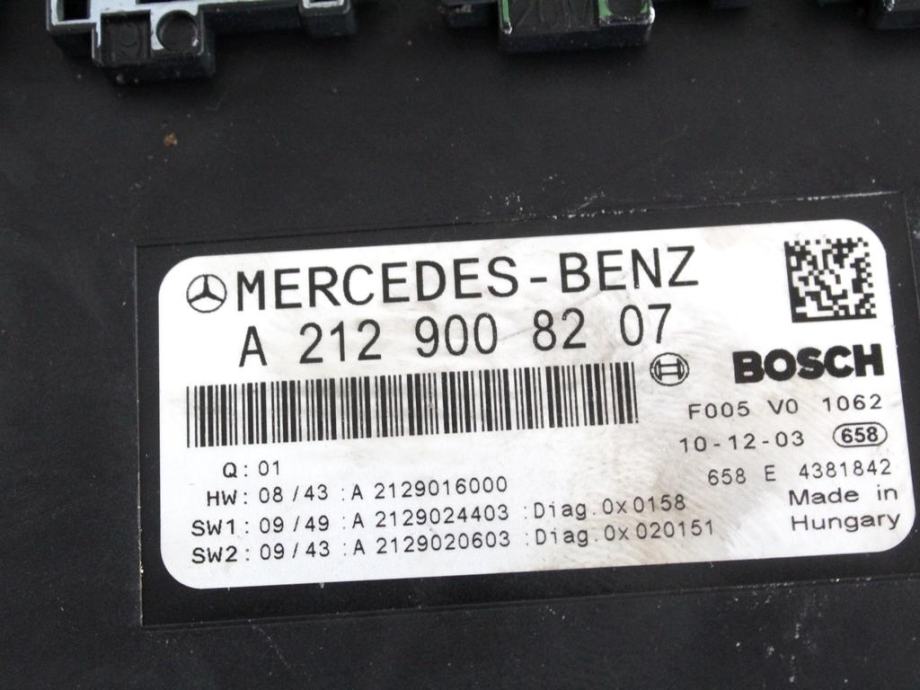 MERCEDES-BENZ
A 212 900 82 07
BOSCH
F005 V0 1062
10-12-03 658
658 E 4381842
Made in
Hungary
Q: 01
HW: 08/43 :A 2129016000
SW1: 09/49 :A 2129024403 :Diag.0x0158
SW2: 09/43 :A 2129020603 :Diag.0x020151